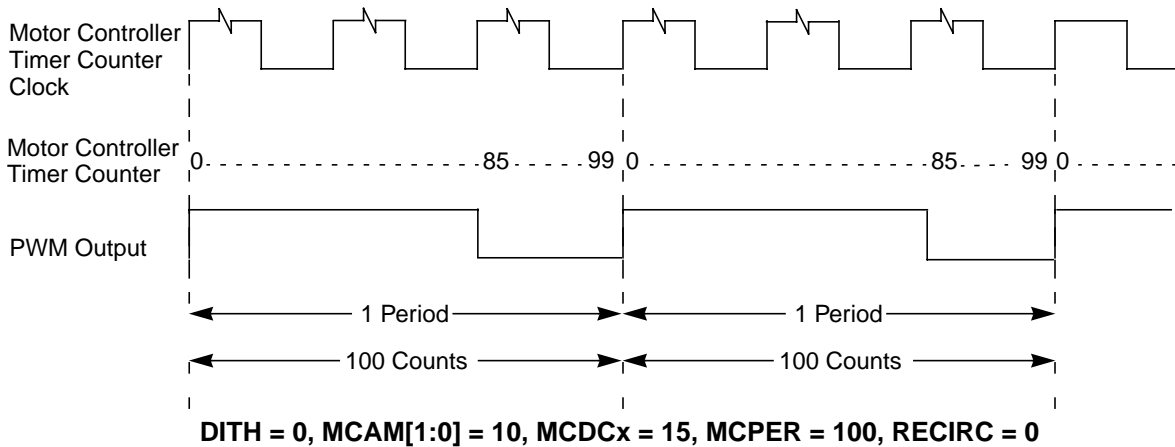 Motor Controller
Timer Counter
Clock
Motor Controller
Timer Counter
0 85 99 0 85 99 0
PWM Output
1 Period 1 Period
100 Counts 100 Counts
DITH = 0, MCAM[1:0] = 10, MCDCx = 15, MCPER = 100, RECIRC = 0